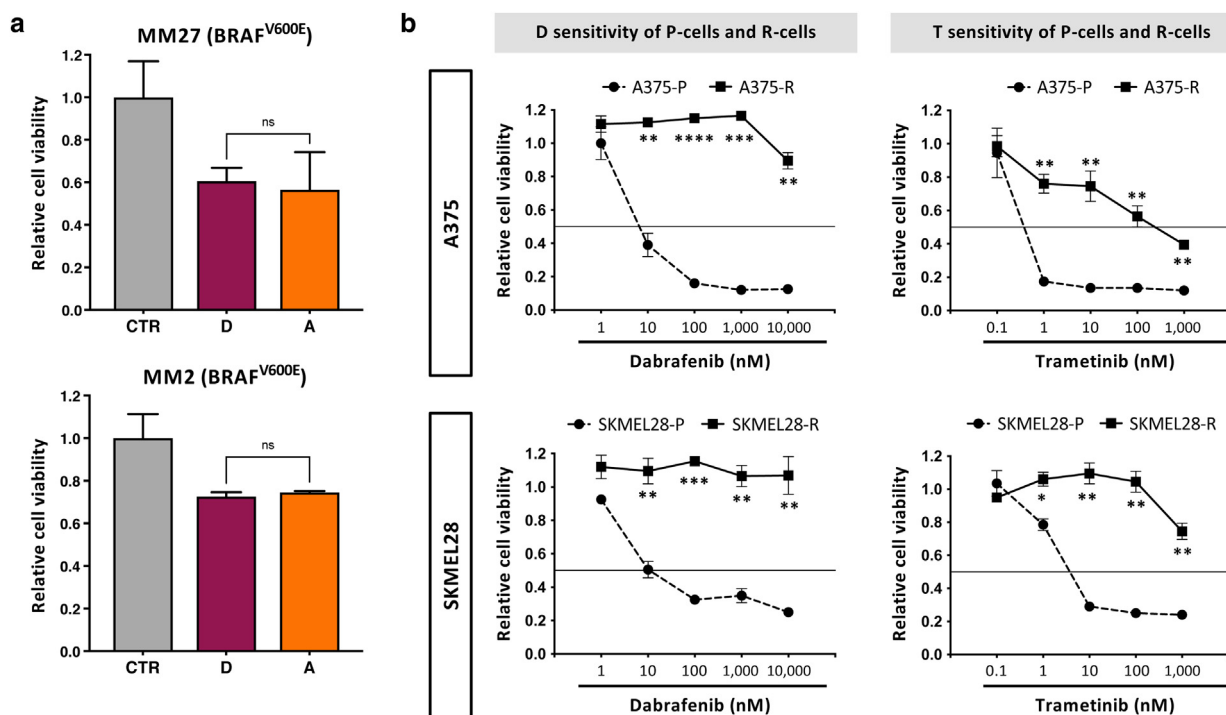 a
MM27 (BRAFV600E)
Relative cell viability
1.2
1.0
0.8
0.6
0.4
0.2
0.0
ns
CTR D A
MM2 (BRAFV600E)
Relative cell viability
1.2
1.0
0.8
0.6
0.4
0.2
0.0
ns
CTR D A
b
D sensitivity of P-cells and R-cells
T sensitivity of P-cells and R-cells
A375
A375-P A375-R
Relative cell viability
1.2
1.0
0.8
0.6
0.4
0.2
0.0
** **** *** **
1 10 100 1,000 10,000
Dabrafenib (nM)
A375-P A375-R
Relative cell viability
1.2
1.0
0.8
0.6
0.4
0.2
0.0
** ** ** **
0.1 1 10 100 1,000
Trametinib (nM)
SKMEL28
SKMEL28-P SKMEL28-R
Relative cell viability
1.2
1.0
0.8
0.6
0.4
0.2
0.0
** *** ** **
1 10 100 1,000 10,000
Dabrafenib (nM)
SKMEL28-P SKMEL28-R
Relative cell viability
1.2
1.0
0.8
0.6
0.4
0.2
0.0
* ** ** **
0.1 1 10 100 1,000
Trametinib (nM)